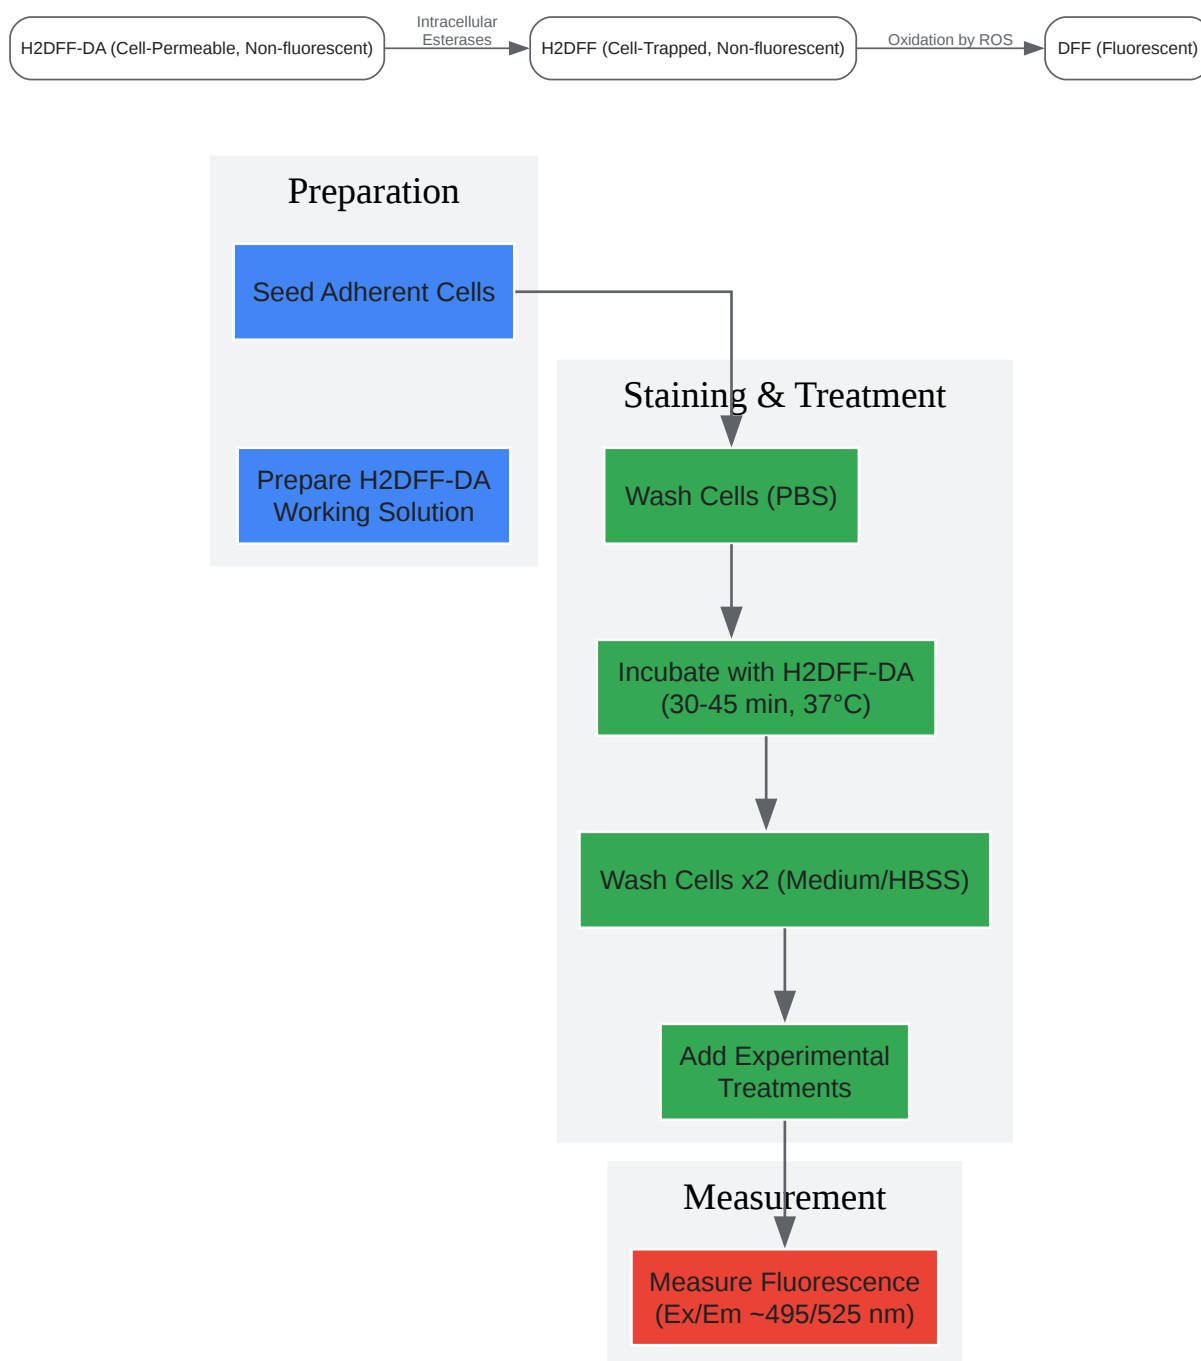 H2DFF-DA (Cell-Permeable, Non-fluorescent)
Intracellular
Esterases
H2DFF (Cell-Trapped, Non-fluorescent)
Oxidation by ROS
DFF (Fluorescent)
Preparation
Seed Adherent Cells
Prepare H2DFF-DA
Working Solution
Staining & Treatment
Wash Cells (PBS)
Incubate with H2DFF-DA
(30-45 min, 37°C)
Wash Cells x2 (Medium/HBSS)
Add Experimental
Treatments
Measurement
Measure Fluorescence
(Ex/Em ~495/525 nm)